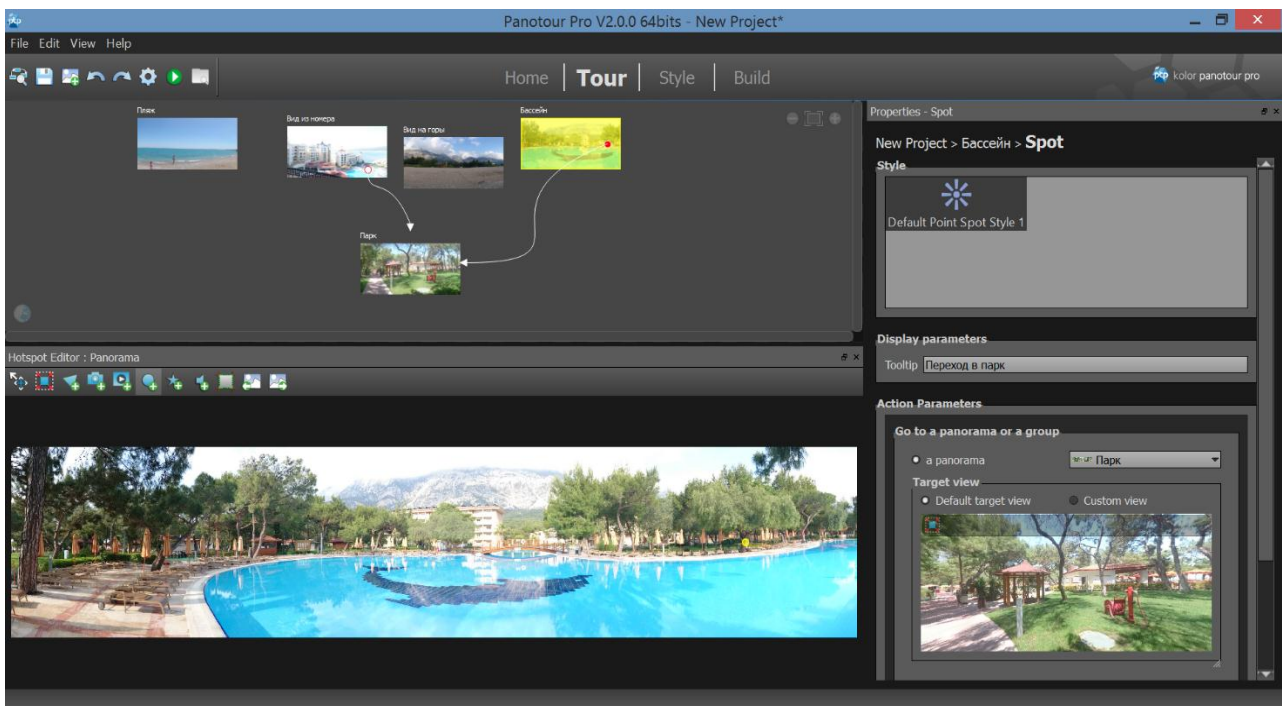 Panotour Pro V2.0.0 64bits - New Project*
File Edit View Help
Home Tour Style Build
kolor panotour pro
Пляж
Вид из номера
Вид на горы
Бассейн
Парк
Hotspot Editor : Panorama
Properties - Spot
New Project > Бассейн > Spot
Style
Default Point Spot Style 1
Display parameters
Tooltip Переход в парк
Action Parameters
Go to a panorama or a group
a panorama Парк
Target view
Default target view Custom view